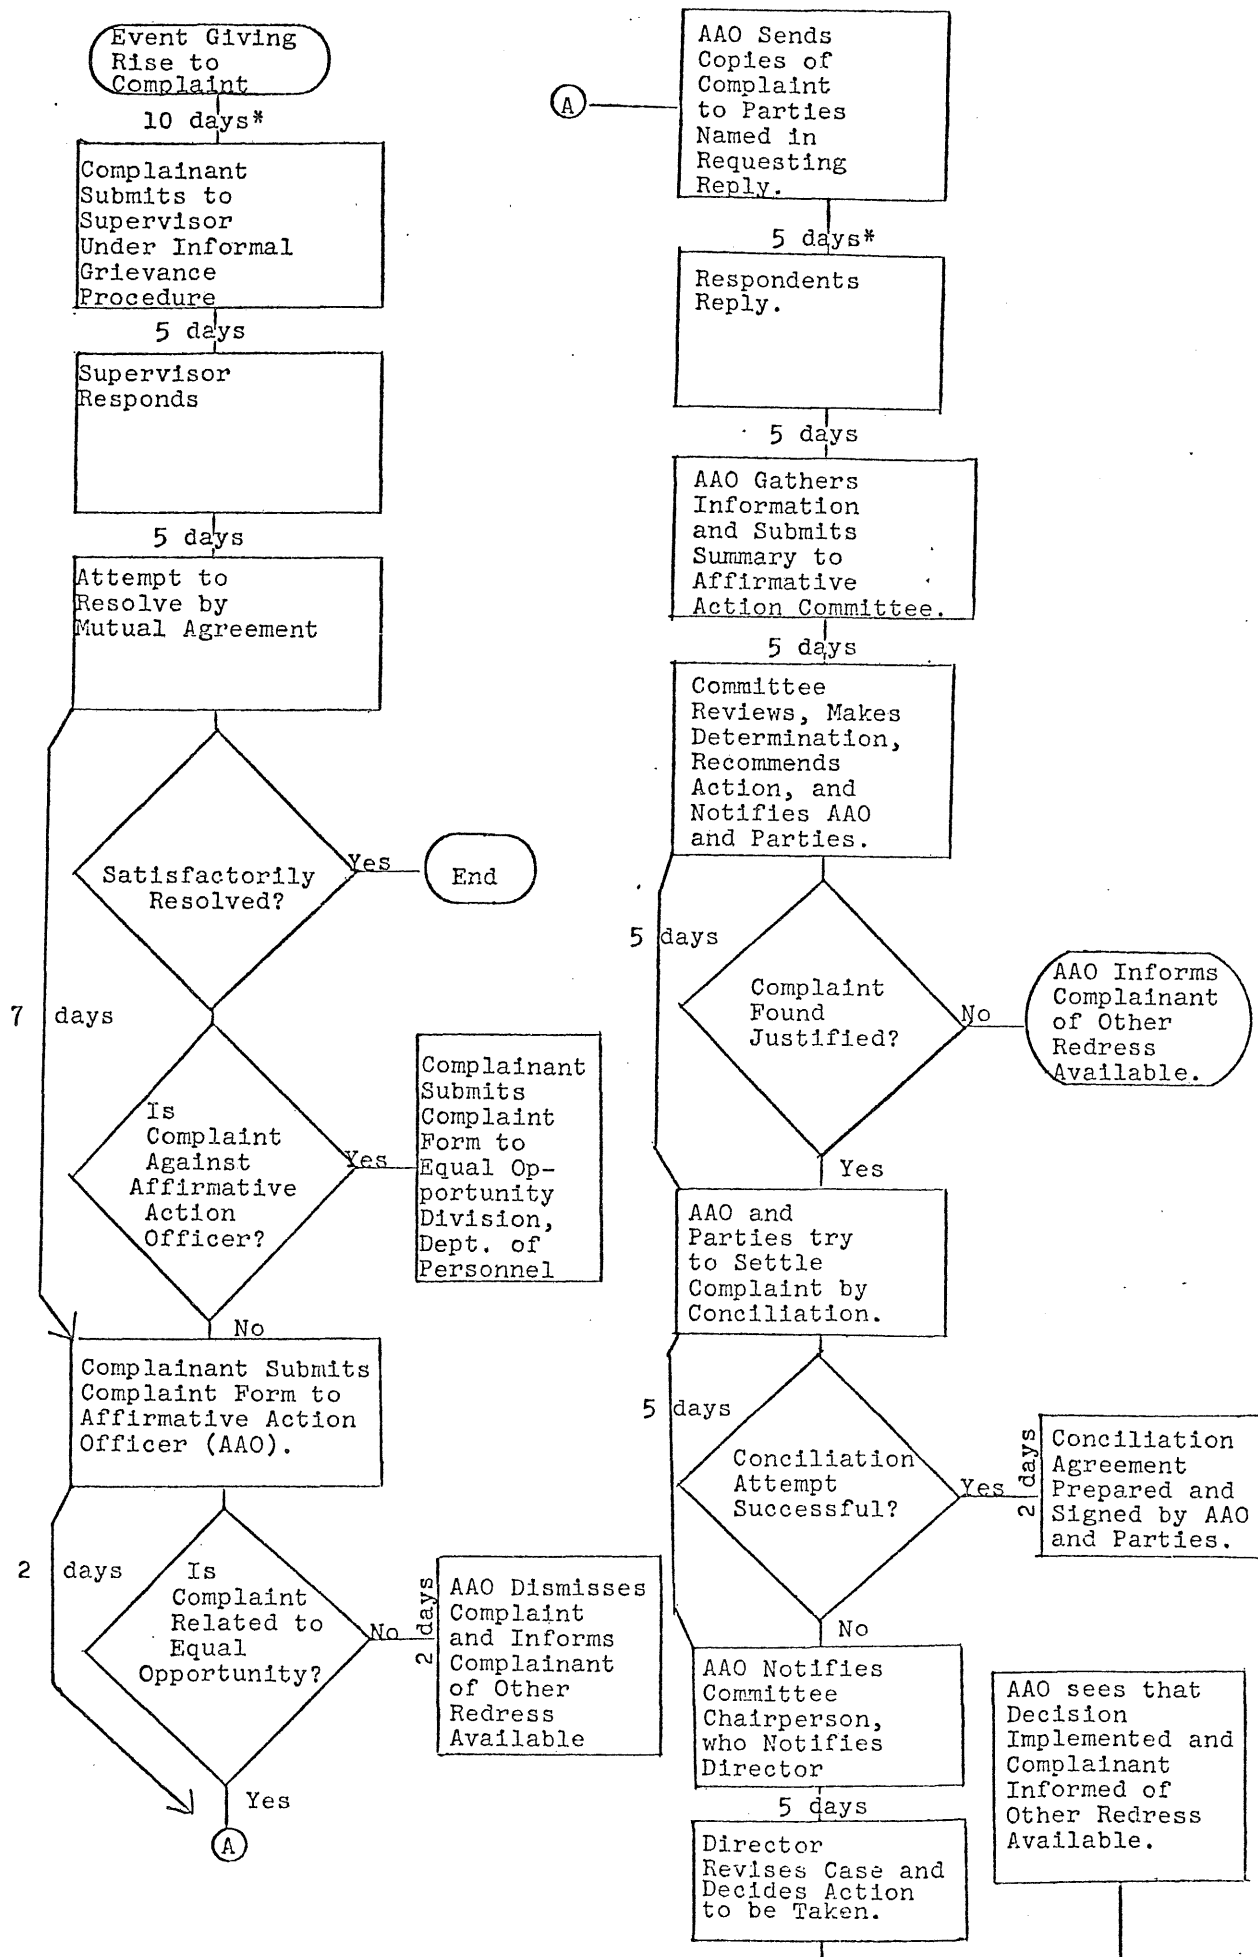 Event Giving
Rise to
Complaint
10 days*
Complainant
Submits to
Supervisor
Under Informal
Grievance
Procedure
5 days
Supervisor
Responds
5 days
Attempt to
Resolve by
Mutual Agreement
Satisfactorily
Resolved?
Yes
End
7 days
Is
Complaint
Against
Affirmative
Action
Officer?
Yes
Complainant
Submits
Complaint
Form to
Equal Op-
portunity
Division,
Dept. of
Personnel
No
Complainant Submits
Complaint Form to
Affirmative Action
Officer (AAO).
2 days
Is
Complaint
Related to
Equal
Opportunity?
No
2 days
AAO Dismisses
Complaint
and Informs
Complainant
of Other
Redress
Available
Yes
A
A
AAO Sends
Copies of
Complaint
to Parties
Named in
Requesting
Reply.
5 days*
Respondents
Reply.
5 days
AAO Gathers
Information
and Submits
Summary to
Affirmative
Action Committee.
5 days
Committee
Reviews, Makes
Determination,
Recommends
Action, and
Notifies AAO
and Parties.
5 days
Complaint
Found
Justified?
No
AAO Informs
Complainant
of Other
Redress
Available.
Yes
AAO and
Parties try
to Settle
Complaint by
Conciliation.
5 days
Conciliation
Attempt
Successful?
Yes
2 days
Conciliation
Agreement
Prepared and
Signed by AAO
and Parties.
No
AAO Notifies
Committee
Chairperson,
who Notifies
Director
5 days
Director
Revises Case and
Decides Action
to be Taken.
AAO sees that
Decision
Implemented and
Complainant
Informed of
Other Redress
Available.